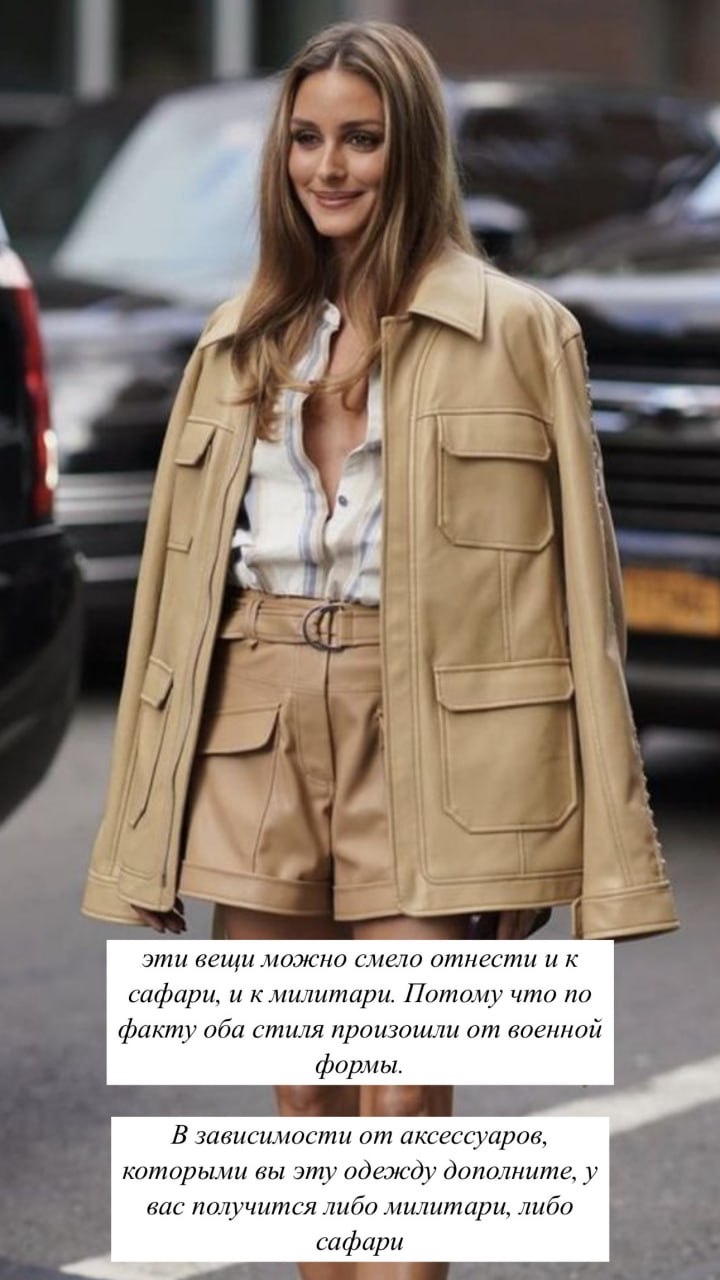 эти вещи можно смело отнести и к
сафари, и к милитари. Потому что по
факту оба стиля произошли от военной
формы.
В зависимости от аксессуаров,
которыми вы эту одежду дополните, у
вас получится либо милитари, либо
сафари